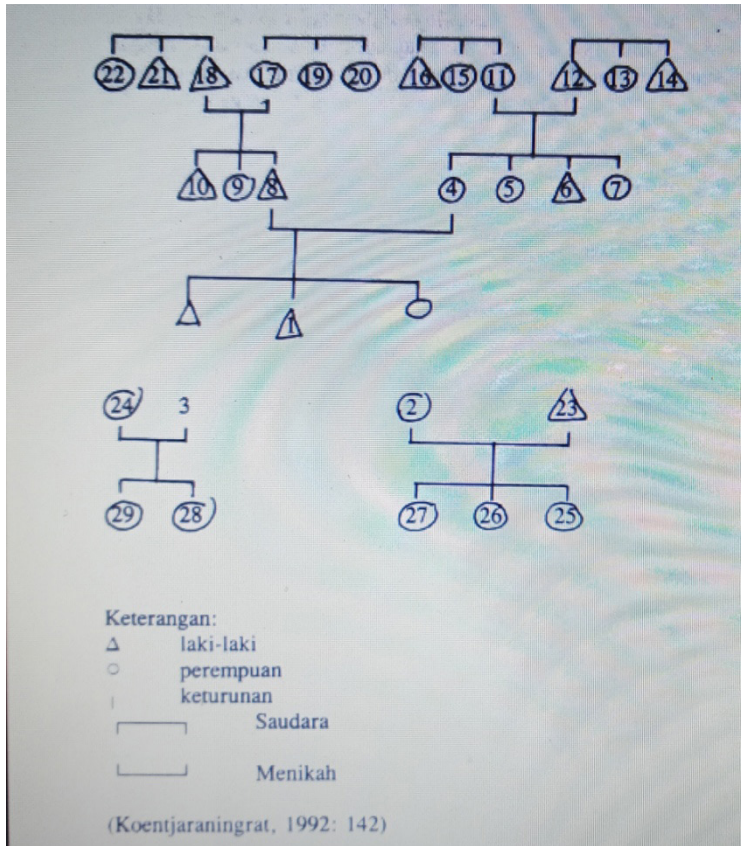 22 21 18 17 19 20 16 15 11 12 13 14
10 9 8 4 5 6 7
1
24 3 2 23
29 28 27 26 25
Keterangan:
laki-laki
perempuan
keturunan
Saudara
Menikah
(Koentjaraningrat, 1992: 142)